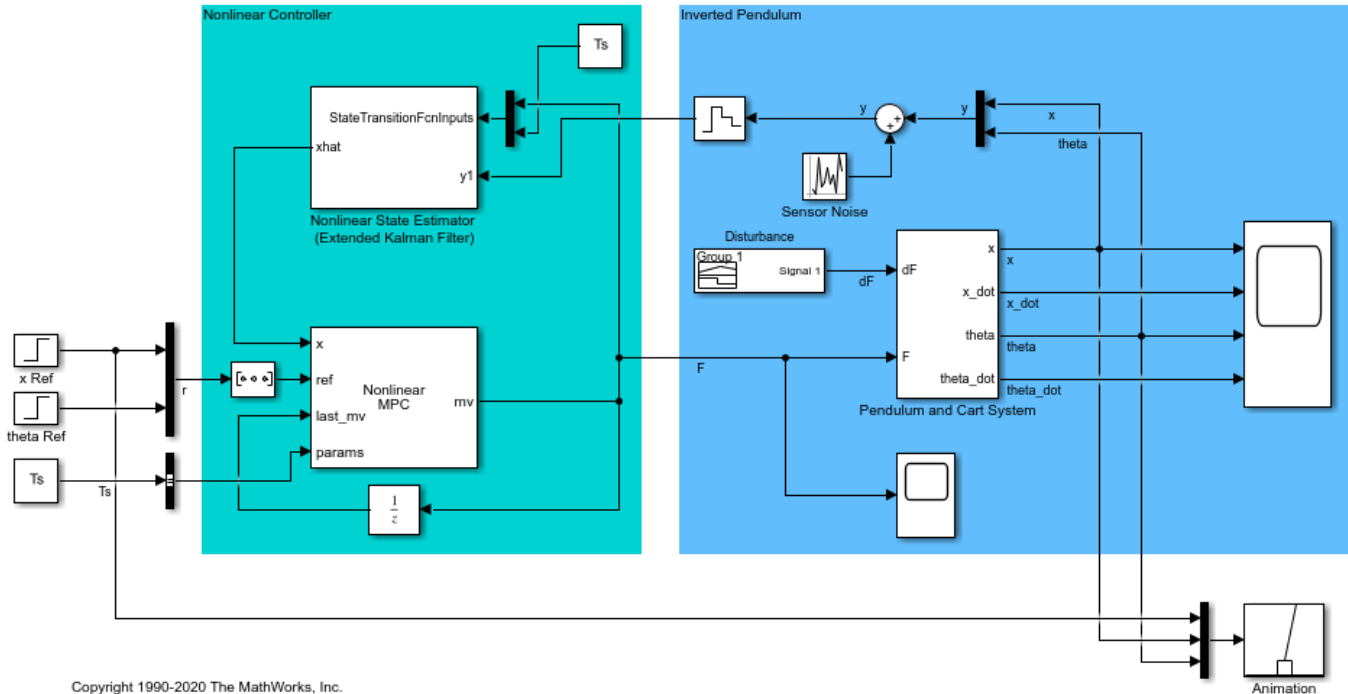 Nonlinear Controller
Ts
StateTransitionFcnInputs
xhat
y1
Nonlinear State Estimator
(Extended Kalman Filter)
x Ref
theta Ref
Ts
Ts
r
x
ref
last_mv
params
Nonlinear
MPC
mv
1
z
Inverted Pendulum
y
+
+
y
x
theta
Sensor Noise
Disturbance
Group 1
Signal 1
dF
dF
F
F
x
x_dot
theta
theta_dot
x
x_dot
theta
theta_dot
Pendulum and Cart System
Animation
Copyright 1990-2020 The MathWorks, Inc.